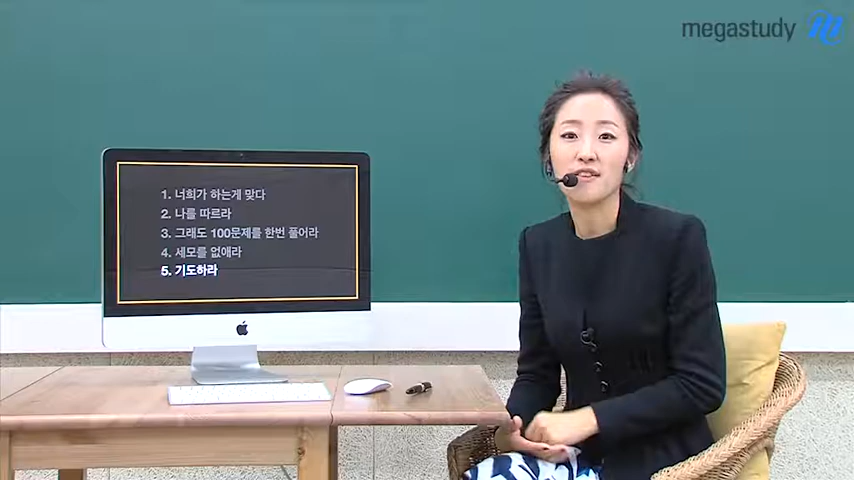 megastudy
1. 너희가 하는게 맞다
2. 나를 따르라
3. 그래도 100문제를 한번 풀어라
4. 세모를 없애라
5. 기도하라